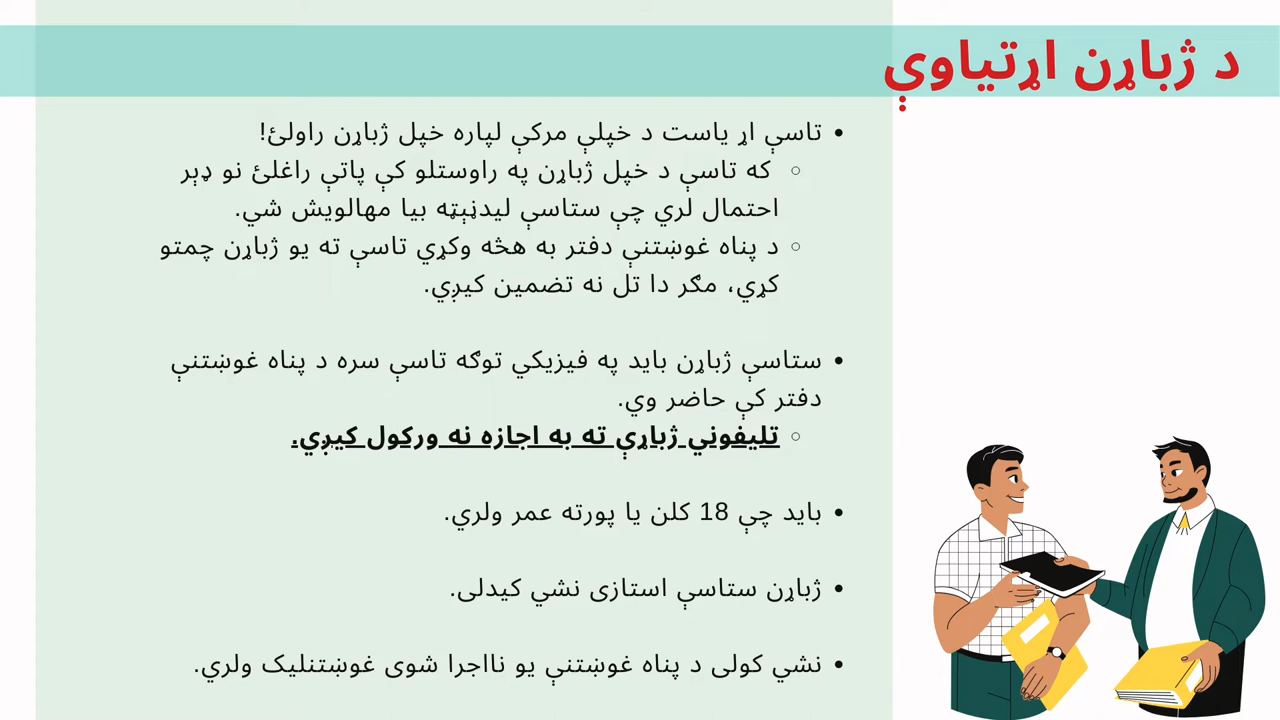 د ژباړن اړتیاوې
• تاسې اړ یاست د خپلې مرکې لپاره خپل ژباړن راولئ!
○ که تاسې د خپل ژباړن په راوستلو کې پاتې راغلئ نو ډېر
احتمال لري چې ستاسې لیدنېټه بیا مهالویش شي.
○ د پناه غوښتنې دفتر به هڅه وکړي تاسې ته یو ژباړن چمتو
کړي، مګر دا تل نه تضمین کیږي.
• ستاسې ژباړن باید په فیزیکي توګه تاسې سره د پناه غوښتنې
دفتر کې حاضر وي.
○ تلیفوني ژباړې ته به اجازه نه ورکول کیږي.
• باید چې 18 کلن یا پورته عمر ولري.
• ژباړن ستاسې استازی نشي کیدلی.
• نشي کولی د پناه غوښتنې یو نااجرا شوی غوښتنلیک ولري.